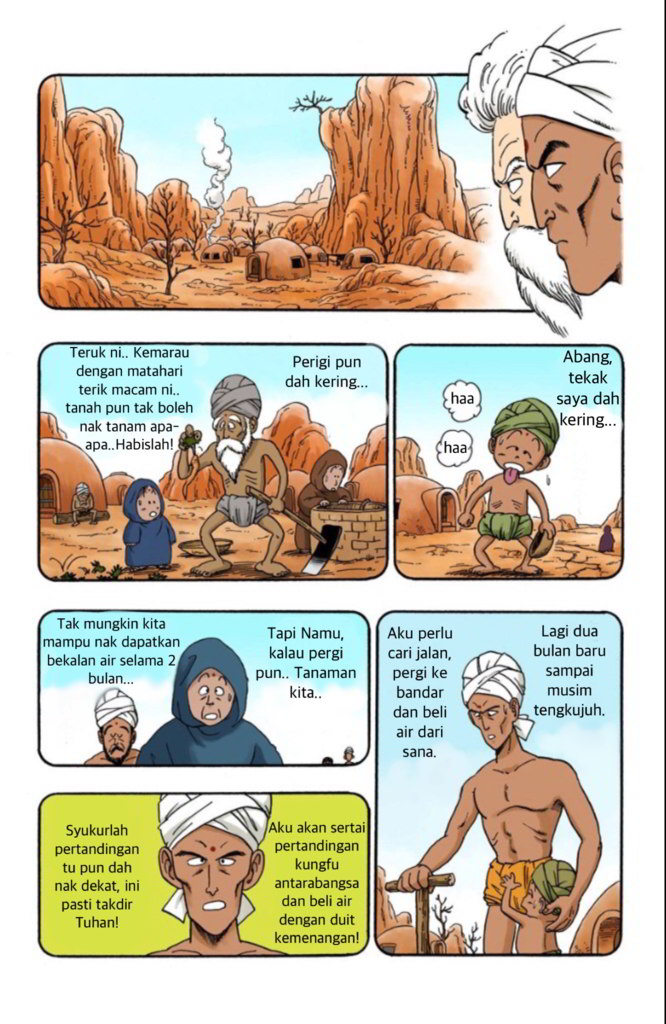 Abang,
tekak
saya dah
kering...
haa
haa
Perigi pun
dah kering...
Teruk ni.. Kemarau
dengan matahari
terik macam ni..
tanah pun tak boleh
nak tanam apa-
apa..Habislah!
Lagi dua
bulan baru
sampai
musim
tengkujuh.
Aku perlu
cari jalan,
pergi ke
bandar
dan beli
air dari
sana.
Tapi Namu,
kalau pergi
pun.. Tanaman
kita..
Tak mungkin kita
mampu nak dapatkan
bekalan air selama 2
bulan...
Aku akan sertai
pertandingan
kungfu
antarabangsa
dan beli air
dengan duit
kemenangan!
Syukurlah
pertandingan
tu pun dah
nak dekat, ini
pasti takdir
Tuhan!